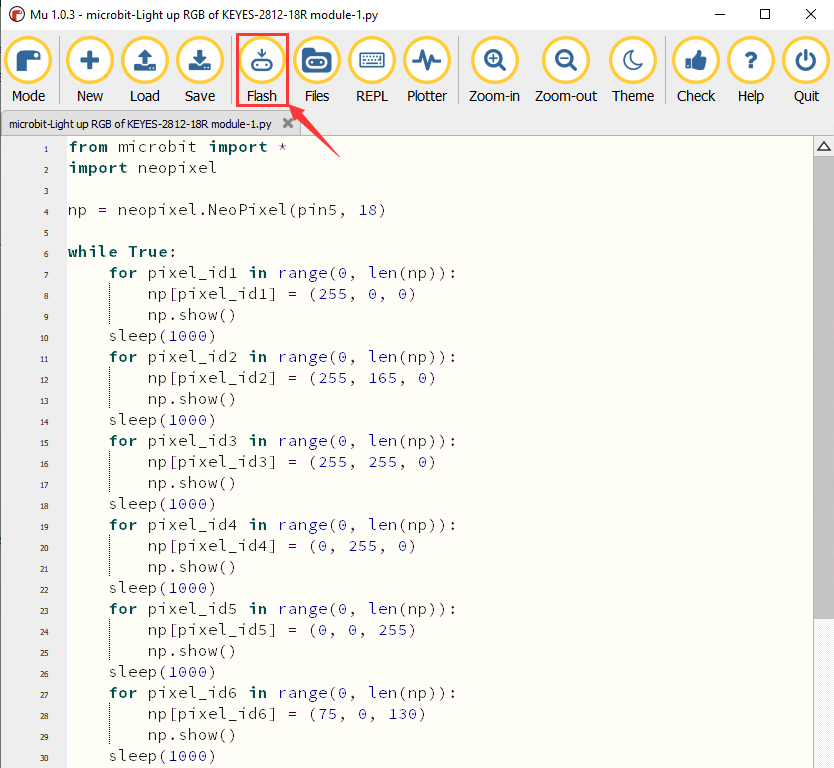 Mu 1.0.3 - microbit-Light up RGB of KEYES-2812-18R module-1.py
Mode New Load Save Flash Files REPL Plotter Zoom-in Zoom-out Theme Check Help Quit
microbit-Light up RGB of KEYES-2812-18R module-1.py
1 from microbit import *
2 import neopixel
3
4 np = neopixel.NeoPixel(pin5, 18)
5
6 while True:
7     for pixel_id1 in range(0, len(np)):
8         np[pixel_id1] = (255, 0, 0)
9         np.show()
10     sleep(1000)
11     for pixel_id2 in range(0, len(np)):
12         np[pixel_id2] = (255, 165, 0)
13         np.show()
14     sleep(1000)
15     for pixel_id3 in range(0, len(np)):
16         np[pixel_id3] = (255, 255, 0)
17         np.show()
18     sleep(1000)
19     for pixel_id4 in range(0, len(np)):
20         np[pixel_id4] = (0, 255, 0)
21         np.show()
22     sleep(1000)
23     for pixel_id5 in range(0, len(np)):
24         np[pixel_id5] = (0, 0, 255)
25         np.show()
26     sleep(1000)
27     for pixel_id6 in range(0, len(np)):
28         np[pixel_id6] = (75, 0, 130)
29         np.show()
30     sleep(1000)